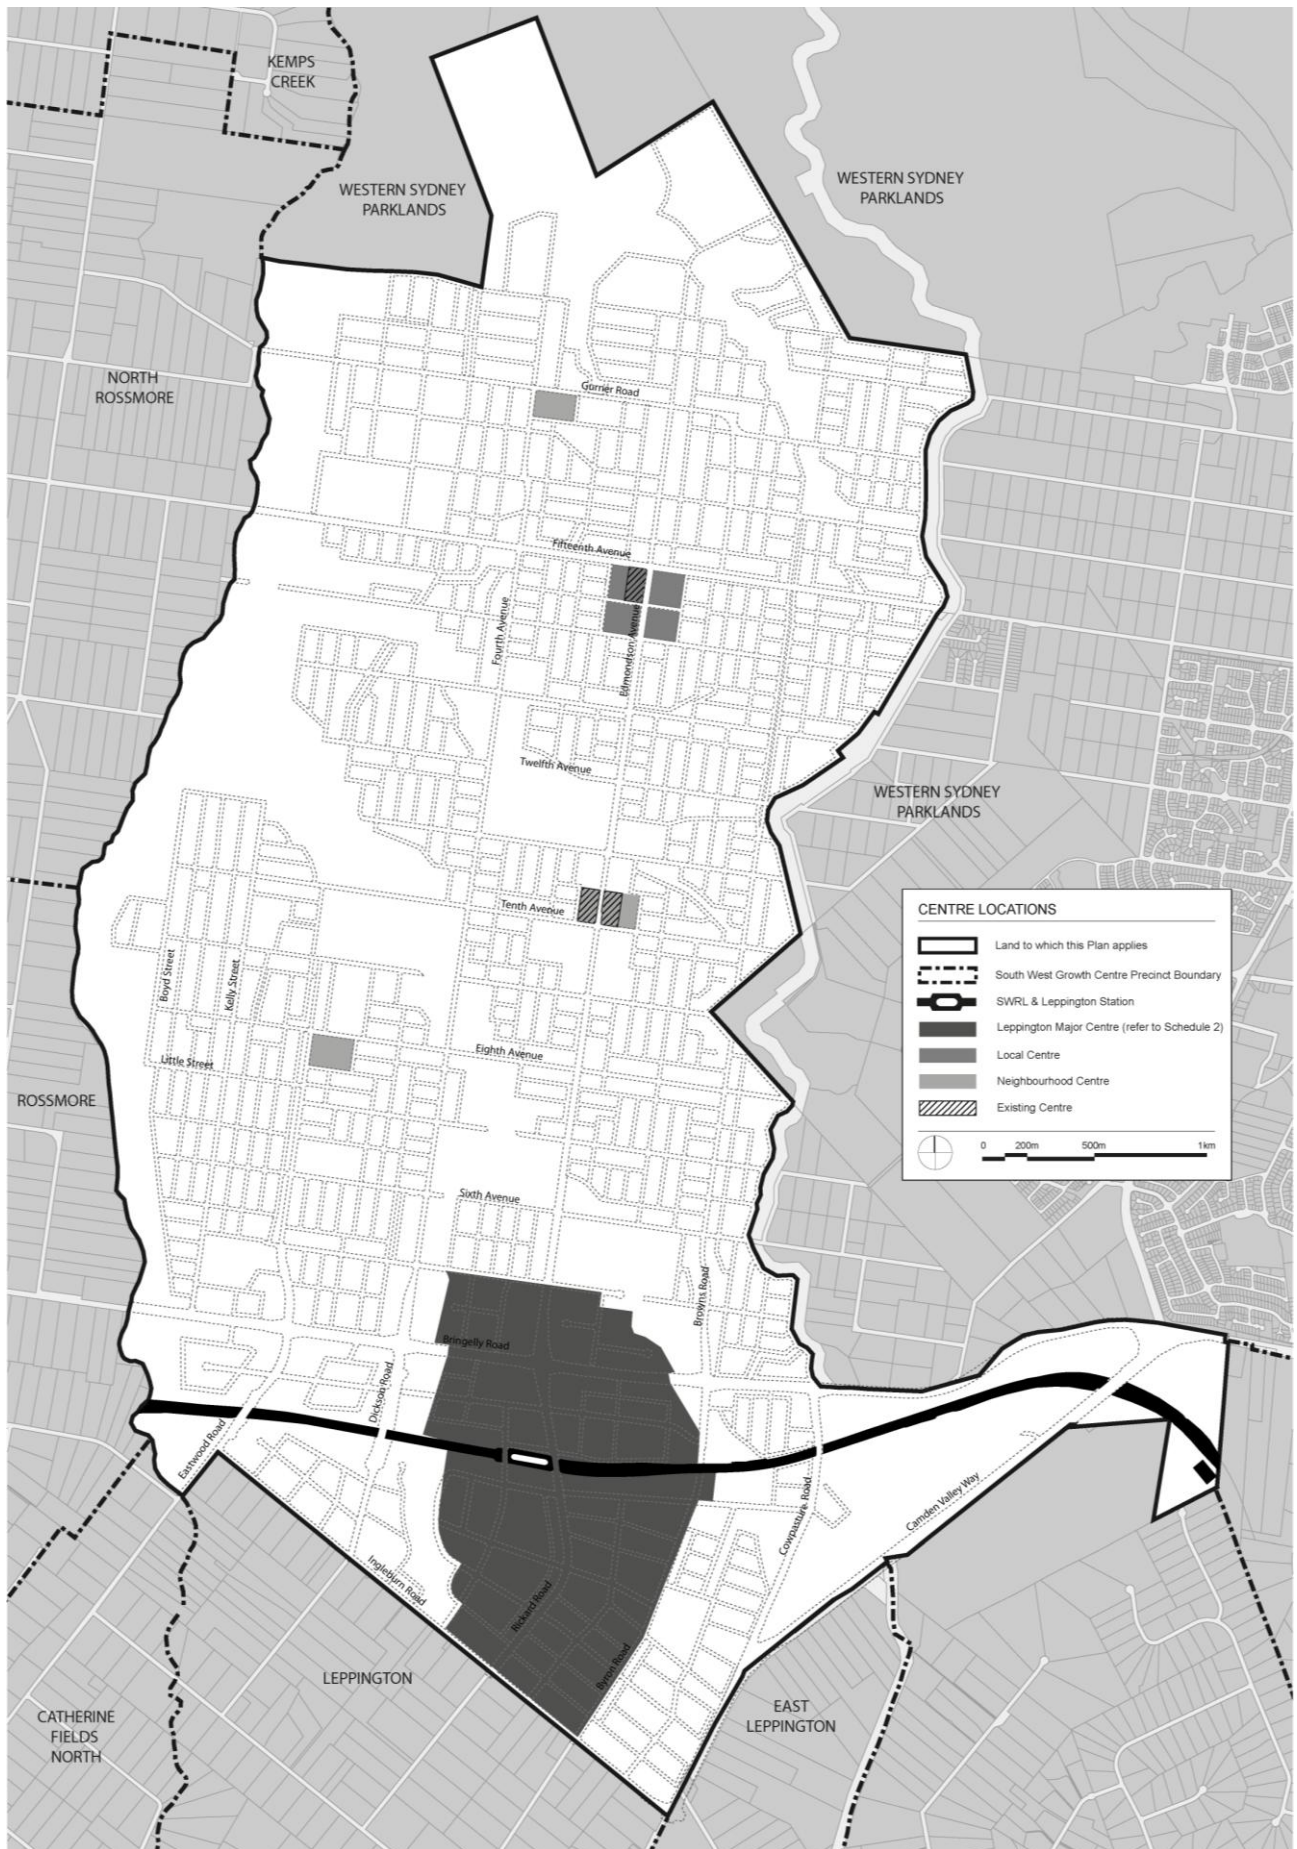 KEMPS
CREEK
WESTERN SYDNEY
PARKLANDS
WESTERN SYDNEY
PARKLANDS
NORTH
ROSSMORE
Gurner Road
Fifteenth Avenue
Fourth Avenue
Edmondson Avenue
Twelfth Avenue
WESTERN SYDNEY
PARKLANDS
Tenth Avenue
Boyd Street
Kelly Street
Eighth Avenue
Little Street
ROSSMORE
Sixth Avenue
CENTRE LOCATIONS
Land to which this Plan applies
South West Growth Centre Precinct Boundary
SWRL & Leppington Station
Leppington Major Centre (refer to Schedule 2)
Local Centre
Neighbourhood Centre
Existing Centre
0 200m 500m 1km
Browns Road
Bringelly Road
Dickson Road
Eastwood Road
Cowpasture Road
Camden Valley Way
Ingleburn Road
Rickard Road
Byron Road
LEPPINGTON
EAST
LEPPINGTON
CATHERINE
FIELDS
NORTH